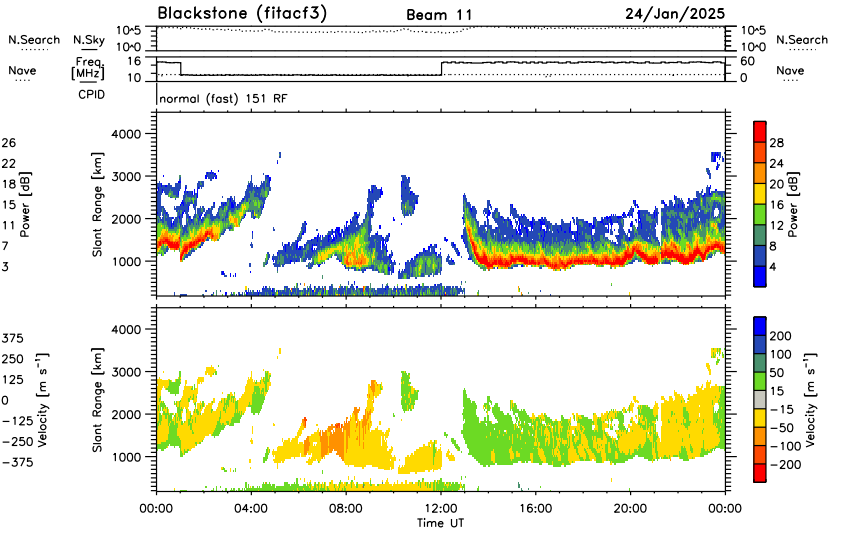 Blackstone (fitacf3) Beam 11 24/Jan/2025
N.Search N.Sky 10^5 10^0 10^5 10^0 N.Search
Nave Freq. [MHz] 16 10 60 0 Nave
CPID normal (fast) 151 RF
26 22 18 15 11 7 3
Power [dB]
Slant Range [km]
4000 3000 2000 1000
28 24 20 16 12 8 4
Power [dB]
375 250 125 0 -125 -250 -375
Velocity [m s⁻¹]
Slant Range [km]
4000 3000 2000 1000
200 100 50 15 -15 -50 -100 -200
Velocity [m s⁻¹]
00:00 04:00 08:00 12:00 16:00 20:00 00:00
Time UT